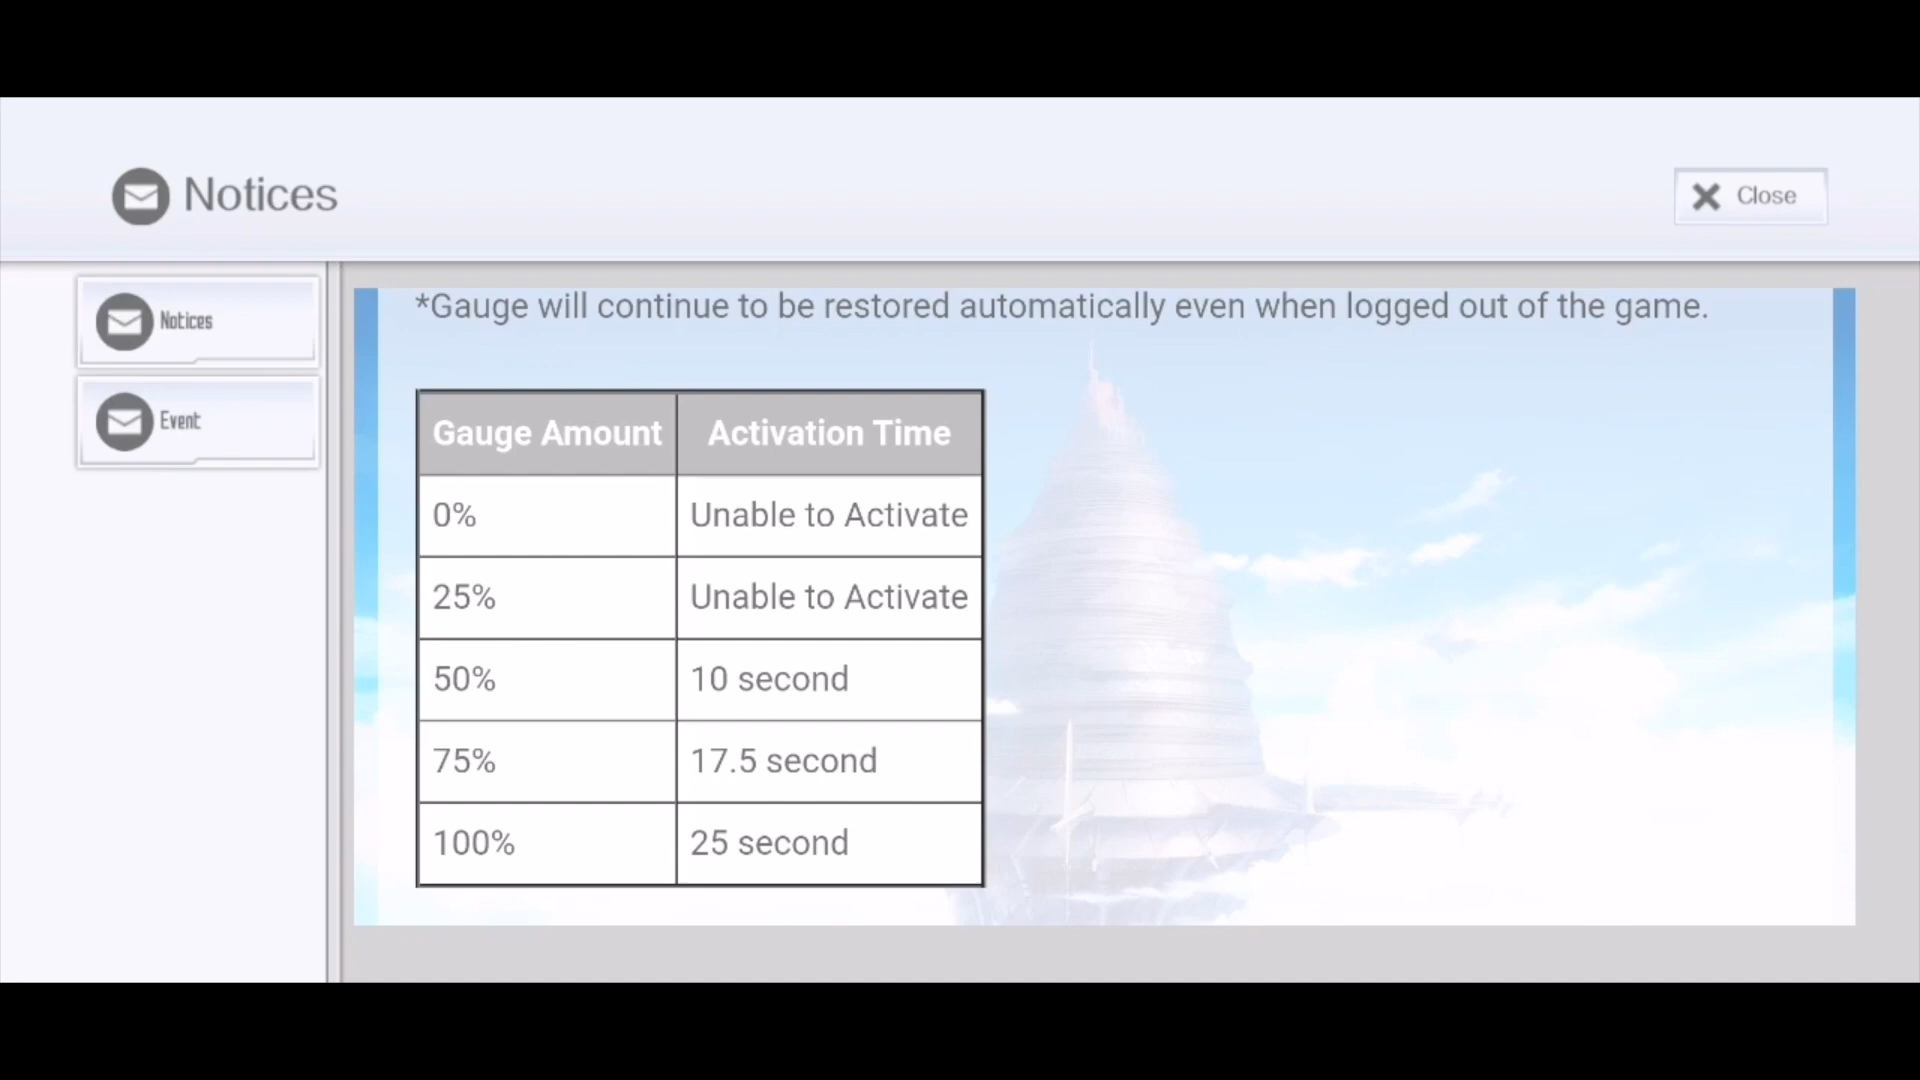 Notices
Close
Notices
Event
*Gauge will continue to be restored automatically even when logged out of the game.
Gauge Amount Activation Time
0% Unable to Activate
25% Unable to Activate
50% 10 second
75% 17.5 second
100% 25 second